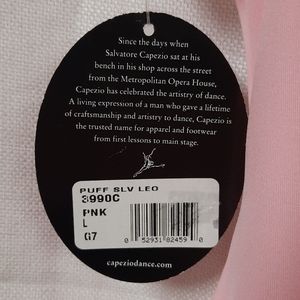 Since the days when
Salvatore Capezio sat at his
bench in his shop across the street
from the Metropolitan Opera House,
Capezio has celebrated the artistry of dance.
A living expression of a man who gave a lifetime
of craftsmanship and artistry to dance, Capezio is
the trusted name for apparel and footwear
from first lessons to main stage.
PUFF SLV LEO
3990C
PNK
L
G7
0 52931 82459 0
capeziodance.com